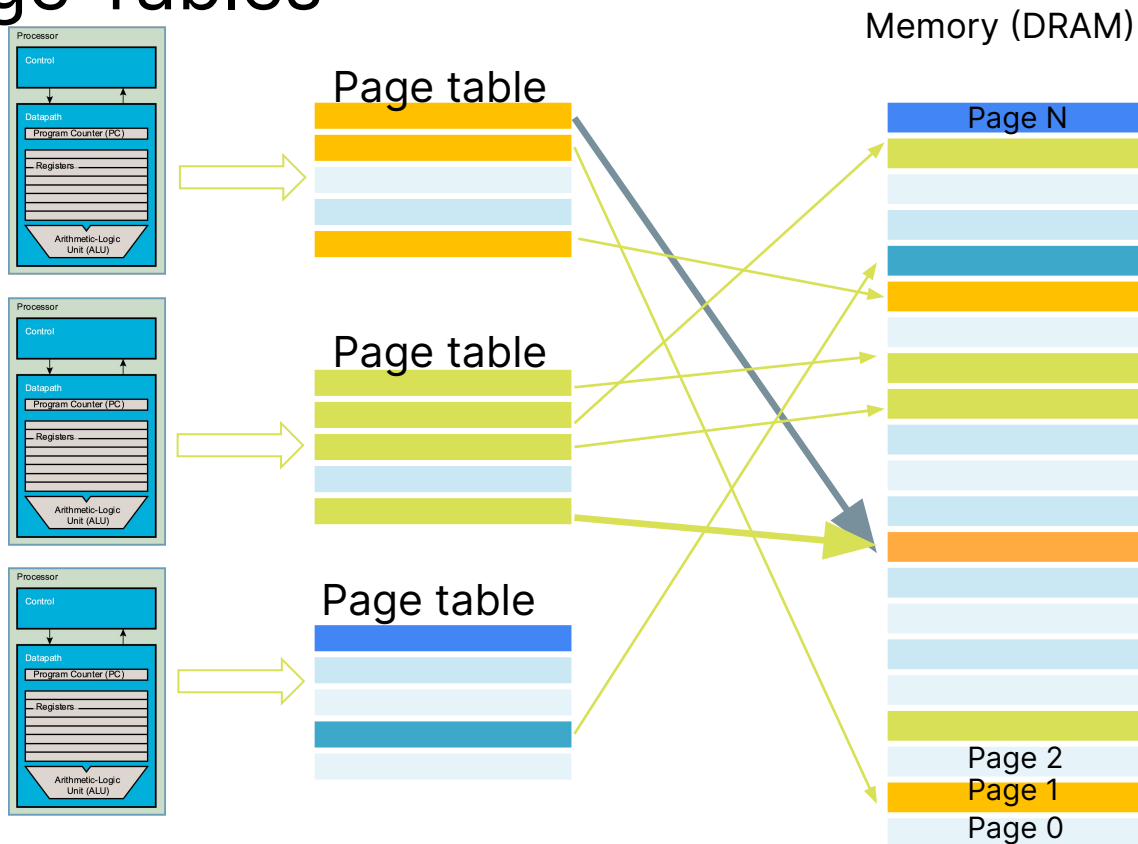 ge Tables
Memory (DRAM)
Processor
Control
Datapath
Program Counter (PC)
Registers
Arithmetic-Logic
Unit (ALU)
Page table
Processor
Control
Datapath
Program Counter (PC)
Registers
Arithmetic-Logic
Unit (ALU)
Page table
Processor
Control
Datapath
Program Counter (PC)
Registers
Arithmetic-Logic
Unit (ALU)
Page table
Page N
Page 2
Page 1
Page 0